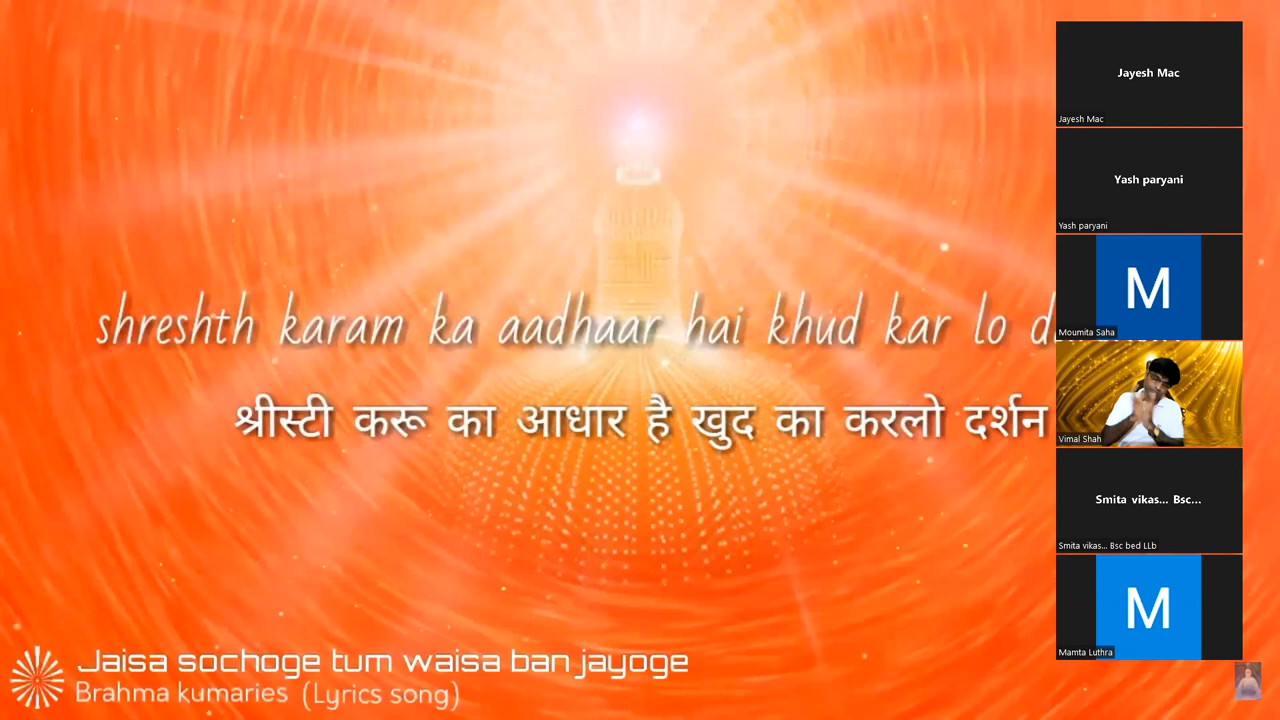 shreshth karam ka aadhaar hai khud kar lo d
श्रीस्टी करू का आधार है खुद का करलो दर्शन
Jaisa sochoge tum waisa ban jayoge
Brahma kumaries (Lyrics song)
Jayesh Mac
Jayesh Mac
Yash paryani
Yash paryani
M
Moumita Saha
Vimal Shah
Smita vikas... Bsc...
Smita vikas... Bsc bed LLb
M
Mamta Luthra